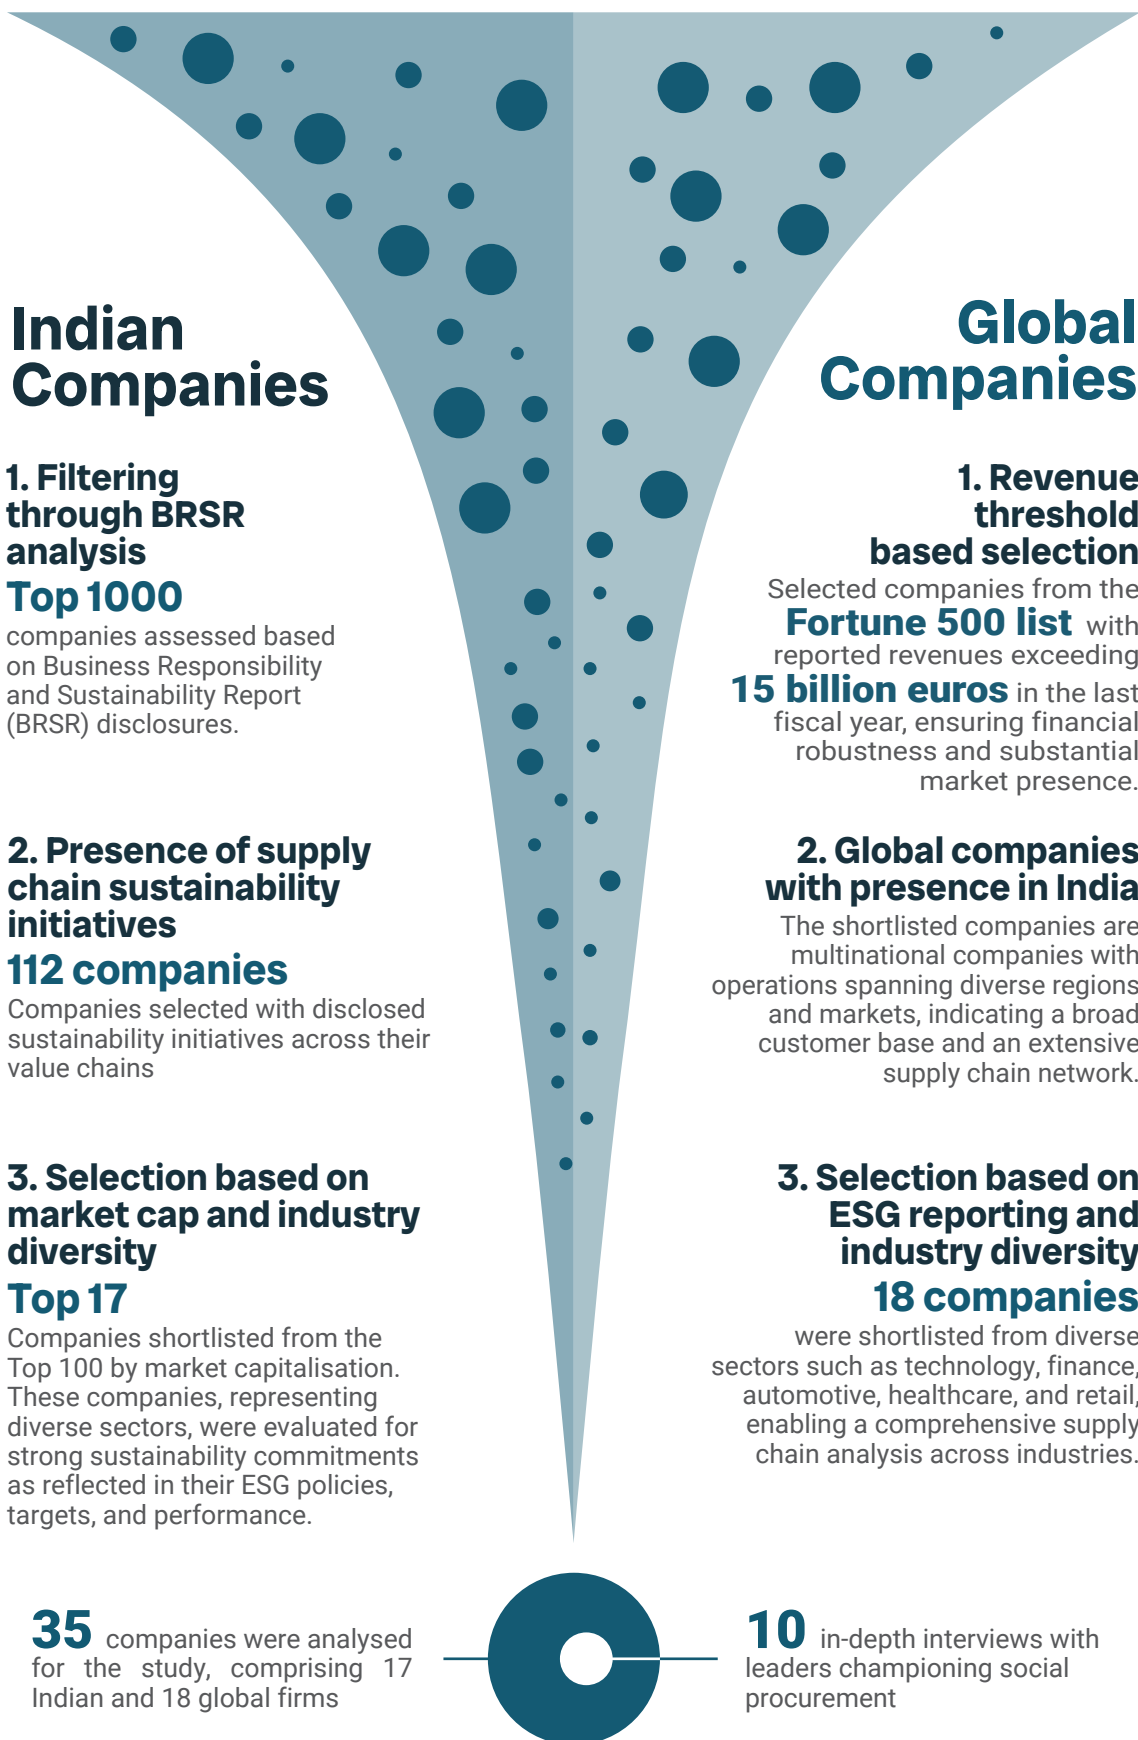 Indian
Companies
1. Filtering
through BRSR
analysis
Top 1000
companies assessed based
on Business Responsibility
and Sustainability Report
(BRSR) disclosures.
2. Presence of supply
chain sustainability
initiatives
112 companies
Companies selected with disclosed
sustainability initiatives across their
value chains
3. Selection based on
market cap and industry
diversity
Top 17
Companies shortlisted from the
Top 100 by market capitalisation.
These companies, representing
diverse sectors, were evaluated for
strong sustainability commitments
as reflected in their ESG policies,
targets, and performance.
Global
Companies
1. Revenue
threshold
based selection
Selected companies from the
Fortune 500 list with
reported revenues exceeding
15 billion euros in the last
fiscal year, ensuring financial
robustness and substantial
market presence.
2. Global companies
with presence in India
The shortlisted companies are
multinational companies with
operations spanning diverse regions
and markets, indicating a broad
customer base and an extensive
supply chain network.
3. Selection based on
ESG reporting and
industry diversity
18 companies
were shortlisted from diverse
sectors such as technology, finance,
automotive, healthcare, and retail,
enabling a comprehensive supply
chain analysis across industries.
35 companies were analysed
for the study, comprising 17
Indian and 18 global firms
10 in-depth interviews with
leaders championing social
procurement